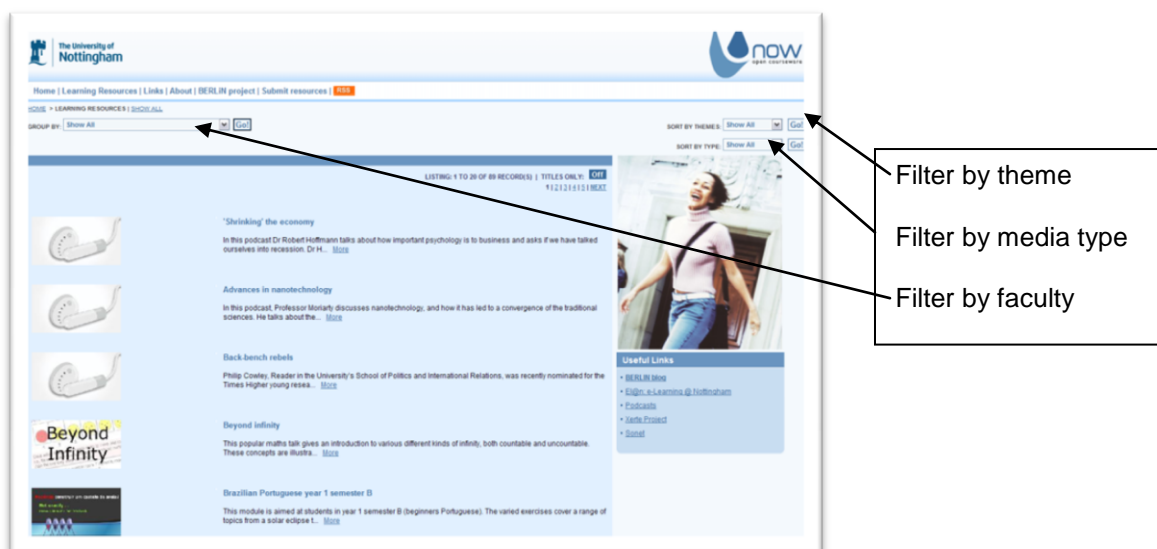 The University of
Nottingham
now
open courseware
Home | Learning Resources | Links | About | BERLiN project | Submit resources | RSS
HOME > LEARNING RESOURCES | SHOW ALL
GROUP BY: Show All Go!
SORT BY THEMES: Show All Go!
SORT BY TYPE: Show All Go!
LISTING: 1 TO 20 OF 89 RECORD(S) | TITLES ONLY: Off
1 | 2 | 3 | 4 | 5 | NEXT
'Shrinking' the economy
In this podcast Dr Robert Hoffmann talks about how important psychology is to business and asks if we have talked
ourselves into recession. Dr H... More
Advances in nanotechnology
In this podcast, Professor Moriarty discusses nanotechnology, and how it has led to a convergence of the traditional
sciences. He talks about the... More
Back-bench rebels
Philip Cowley, Reader in the University's School of Politics and International Relations, was recently nominated for the
Times Higher young resea... More
Beyond
Infinity
Beyond infinity
This popular maths talk gives an introduction to various different kinds of infinity, both countable and uncountable.
These concepts are illustra... More
Brazilian Portuguese year 1 semester B
This module is aimed at students in year 1 semester B (beginners Portuguese). The varied exercises cover a range of
topics from a solar eclipse t... More
Useful Links
BERLiN blog
El@n: e-Learning @ Nottingham
Podcasts
Xerte Project
Sonet
Filter by theme
Filter by media type
Filter by faculty